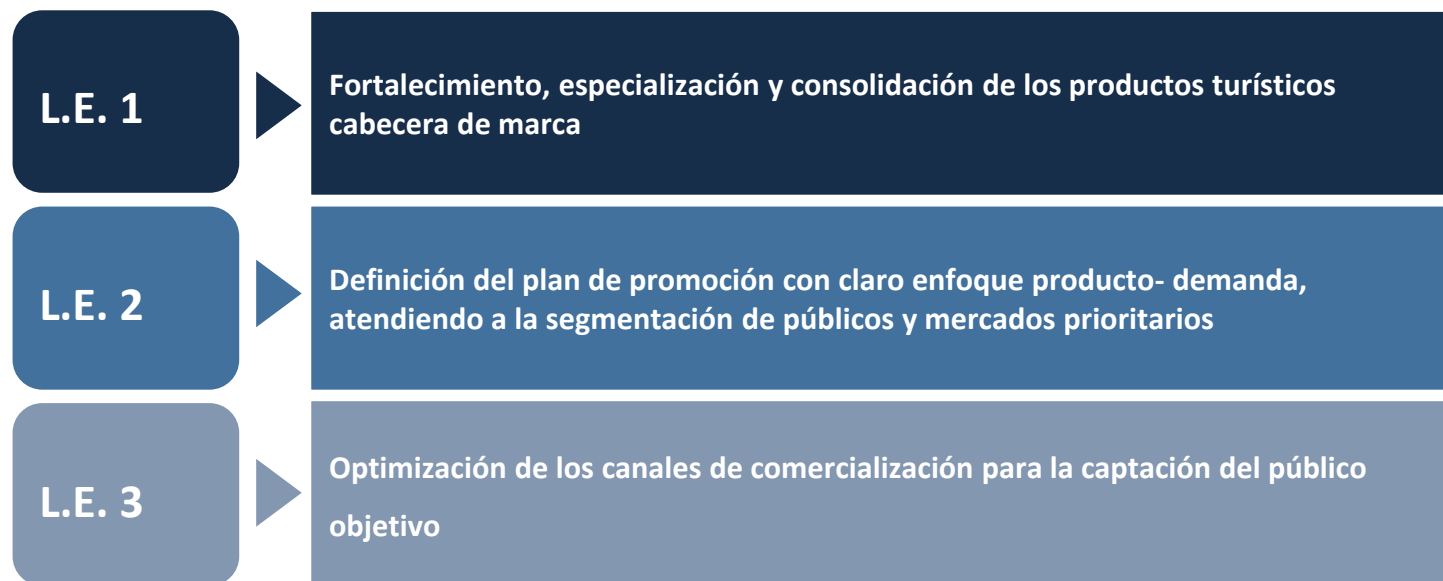 L.E. 1
Fortalecimiento, especialización y consolidación de los productos turísticos
cabecera de marca
L.E. 2
Definición del plan de promoción con claro enfoque producto- demanda,
atendiendo a la segmentación de públicos y mercados prioritarios
L.E. 3
Optimización de los canales de comercialización para la captación del público
objetivo